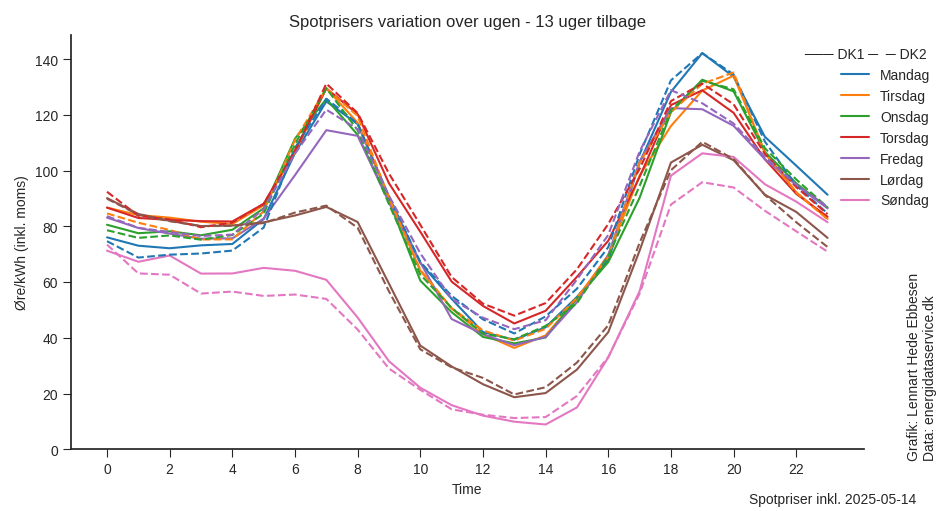 Spotprisers variation over ugen - 13 uger tilbage
DK1 DK2
Mandag
Tirsdag
Onsdag
Torsdag
Fredag
Lørdag
Søndag
Øre/kWh (inkl. moms)
140
120
100
80
60
40
20
0
0 2 4 6 8 10 12 14 16 18 20 22
Time
Grafik: Lennart Hede Ebbesen
Data: energidataservice.dk
Spotpriser inkl. 2025-05-14